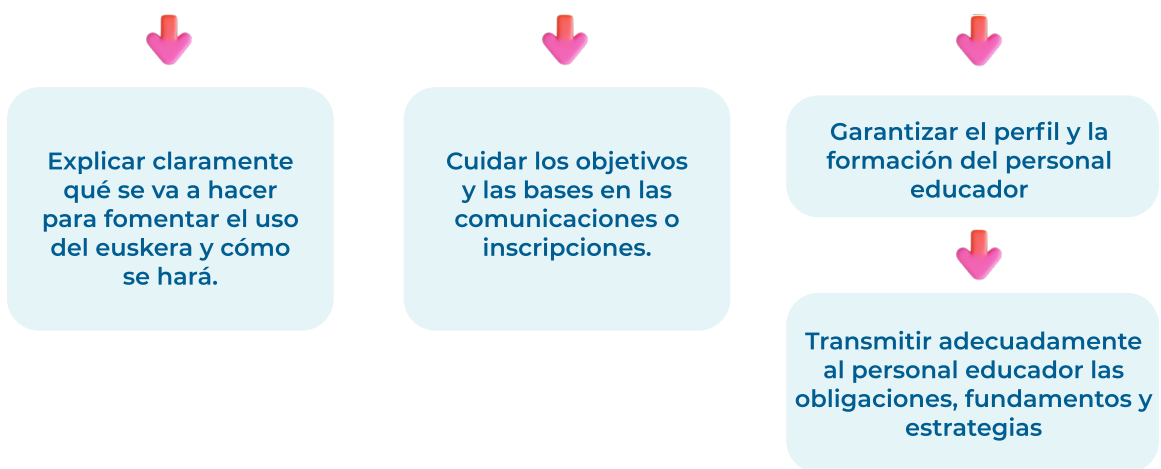 Explicar claramente
qué se va a hacer
para fomentar el uso
del euskera y cómo
se hará.
Cuidar los objetivos
y las bases en las
comunicaciones o
inscripciones.
Garantizar el perfil y la
formación del personal
educador
Transmitir adecuadamente
al personal educador las
obligaciones, fundamentos y
estrategias